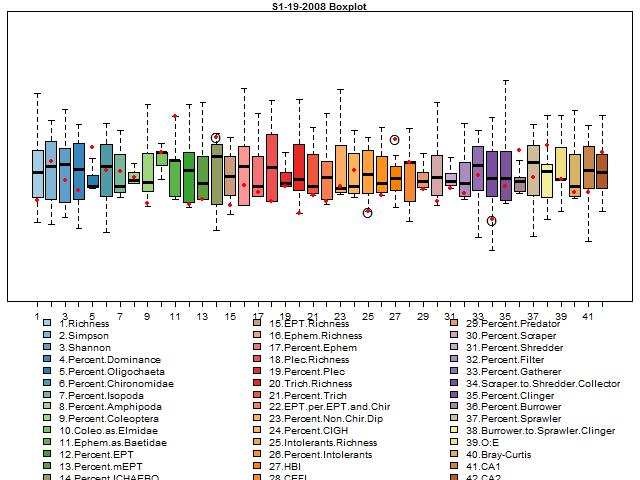 S1-19-2008 Boxplot
1 3 5 7 9 11 13 15 17 19 21 23 25 27 29 31 33 35 37 39 41
1.Richness
2.Simpson
3.Shannon
4.Percent.Dominance
5.Percent.Oligochaeta
6.Percent.Chironomidae
7.Percent.Isopoda
8.Percent.Amphipoda
9.Percent.Coleoptera
10.Coleo.as.Elmidae
11.Ephem.as.Baetidae
12.Percent.EPT
13.Percent.mEPT
14.Percent.ICHAEBO
15.EPT.Richness
16.Ephem.Richness
17.Percent.Ephem
18.Plec.Richness
19.Percent.Plec
20.Trich.Richness
21.Percent.Trich
22.EPT.per.EPT.and.Chir
23.Percent.Non.Chir.Dip
24.Percent.CIGH
25.Intolerants.Richness
26.Percent.Intolerants
27.HBI
28.CEFI
29.Percent.Predator
30.Percent.Scraper
31.Percent.Shredder
32.Percent.Filter
33.Percent.Gatherer
34.Scraper.to.Shredder.Collector
35.Percent.Clinger
36.Percent.Burrower
37.Percent.Sprawler
38.Burrower.to.Sprawler.Clinger
39.O:E
40.Bray-Curtis
41.CA1
42.CA2